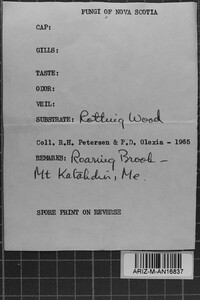 FUNGI OF NOVA SCOTIA
CAP:
GILLS:
TASTE:
ODOR:
VEIL:
SUBSTRATE: Rotting Wood
Coll. R.H. Petersen & P.D. Olexia - 1965
REMARKS: Roaring Brook -
Mt Katahdin, Me.
SPORE PRINT ON REVERSE
ARIZ-M-AN16837